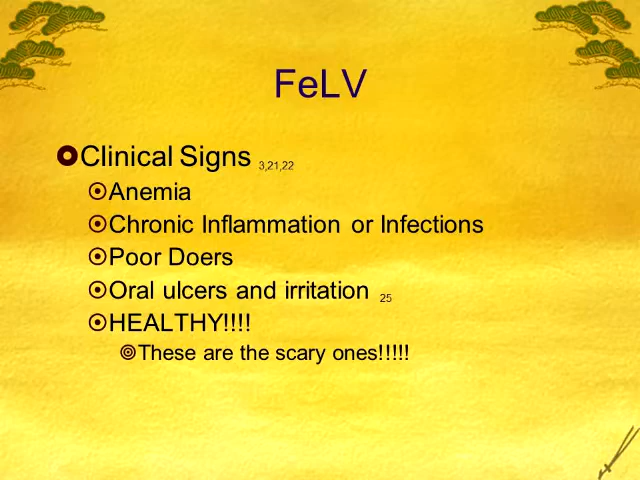 FeLV
Clinical Signs 3,21,22
Anemia
Chronic Inflammation or Infections
Poor Doers
Oral ulcers and irritation 25
HEALTHY!!!!
These are the scary ones!!!!!